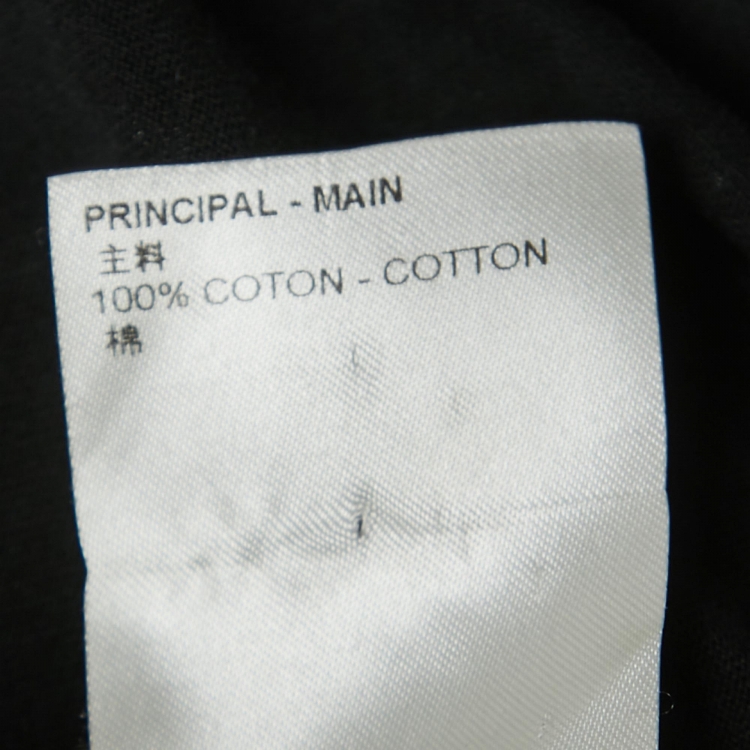 PRINCIPAL - MAIN
主料
100% COTON - COTTON
棉